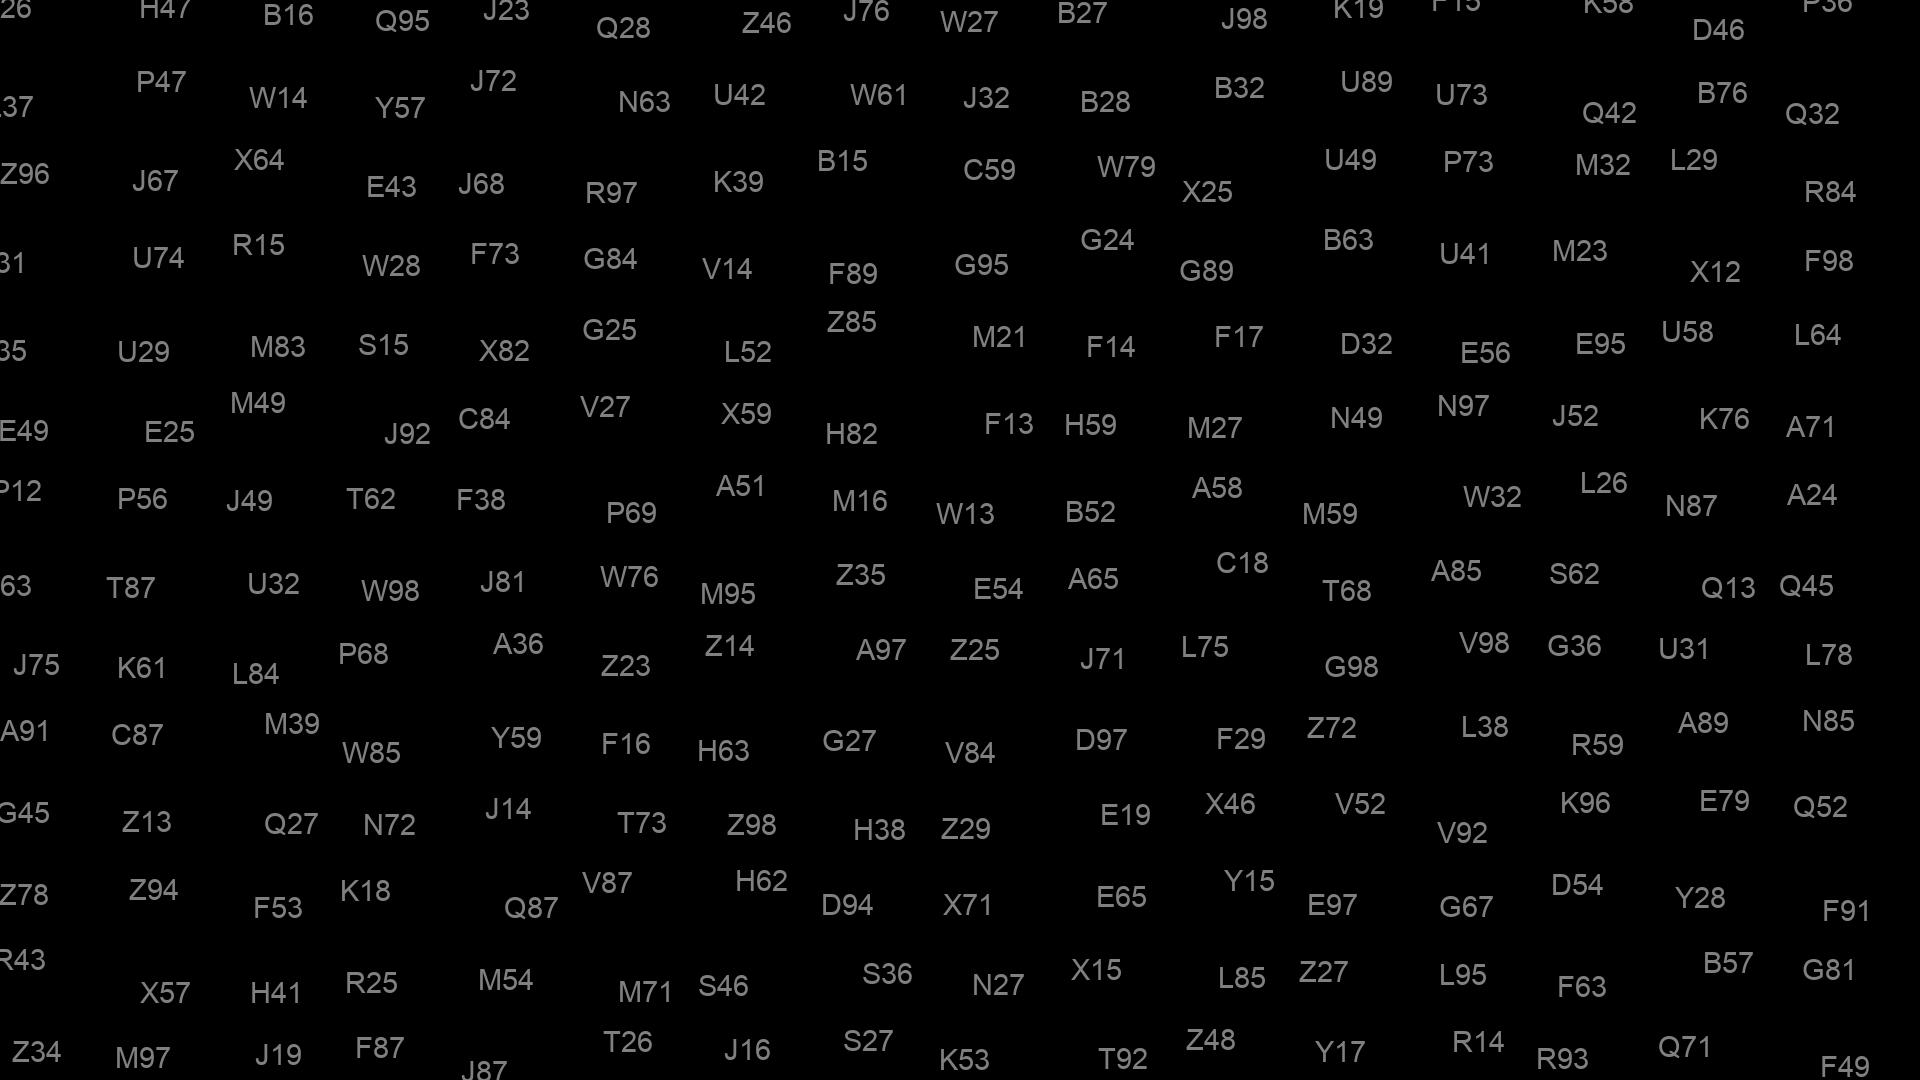 26 H47 B16 Q95 J23 Q28 Z46 J76 W27 B27 J98 K19 F15 K58 D46 P36
37 P47 W14 Y57 J72 N63 U42 W61 J32 B28 B32 U89 U73 Q42 B76 Q32
Z96 J67 X64 E43 J68 R97 K39 B15 C59 W79 X25 U49 P73 M32 L29 R84
31 U74 R15 W28 F73 G84 V14 F89 G95 G24 G89 B63 U41 M23 X12 F98
35 U29 M83 S15 X82 G25 L52 Z85 M21 F14 F17 D32 E56 E95 U58 L64
E49 E25 M49 J92 C84 V27 X59 H82 F13 H59 M27 N49 N97 J52 K76 A71
P12 P56 J49 T62 F38 P69 A51 M16 W13 B52 A58 M59 W32 L26 N87 A24
63 T87 U32 W98 J81 W76 M95 Z35 E54 A65 C18 T68 A85 S62 Q13 Q45
J75 K61 L84 P68 A36 Z23 Z14 A97 Z25 J71 L75 G98 V98 G36 U31 L78
A91 C87 M39 W85 Y59 F16 H63 G27 V84 D97 F29 Z72 L38 R59 A89 N85
G45 Z13 Q27 N72 J14 T73 Z98 H38 Z29 E19 X46 V52 V92 K96 E79 Q52
Z78 Z94 F53 K18 Q87 V87 H62 D94 X71 E65 Y15 E97 G67 D54 Y28 F91
R43 X57 H41 R25 M54 M71 S46 S36 N27 X15 L85 Z27 L95 F63 B57 G81
Z34 M97 J19 F87 J87 T26 J16 S27 K53 T92 Z48 Y17 R14 R93 Q71 F49